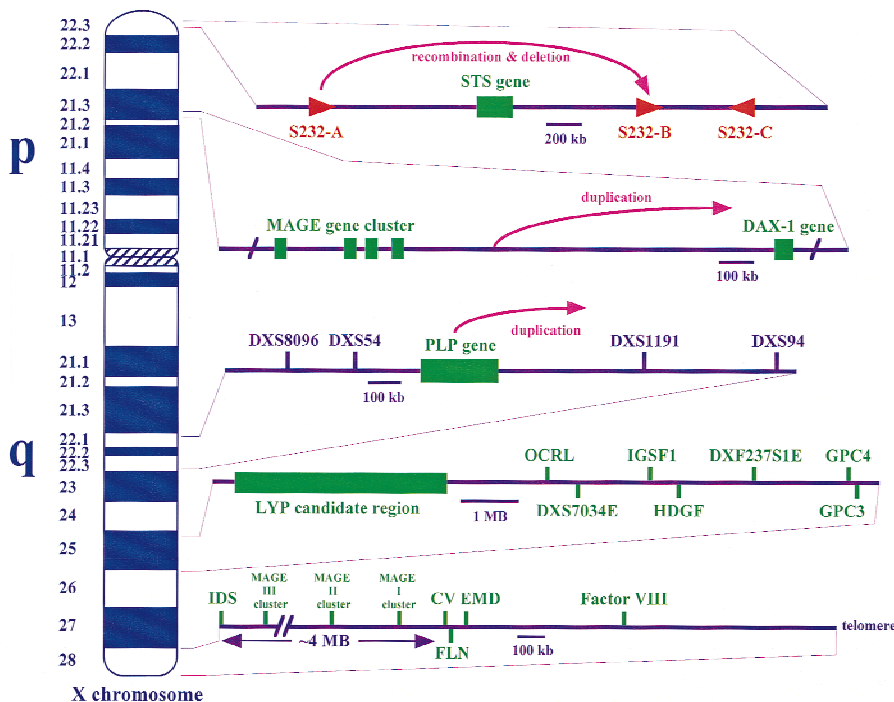 22.3
22.2
22.1
21.3
21.2
21.1
11.4
11.3
11.23
11.22
11.21
11.1
11.2
12
13
21.1
21.2
21.3
22.1
22.2
22.3
23
24
25
26
27
28
p
q
X chromosome
recombination & deletion
STS gene
S232-A
200 kb
S232-B
S232-C
duplication
MAGE gene cluster
DAX-1 gene
100 kb
duplication
DXS8096
DXS54
PLP gene
DXS1191
DXS94
100 kb
OCRL
IGSF1
DXF237S1E
GPC4
LYP candidate region
1 MB
DXS7034E
HDGF
GPC3
IDS
MAGE
III
cluster
MAGE
II
cluster
MAGE
I
cluster
CV EMD
Factor VIII
telomere
~4 MB
FLN
100 kb